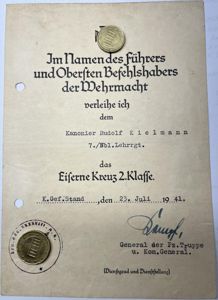 Im Namen des Führers
und Obersten Befehlshabers
der Wehrmacht
verleihe ich
dem
Kanonier Rudolf Kielmann
7./Nbl.Lehrrgt.
das
Eiserne Kreuz 2.Klasse.
K.Gef.Stand, den 23. Juli 1941.
General der Pz.Truppe
u. Kom.General.
(Dienstgrad und Dienststellung)